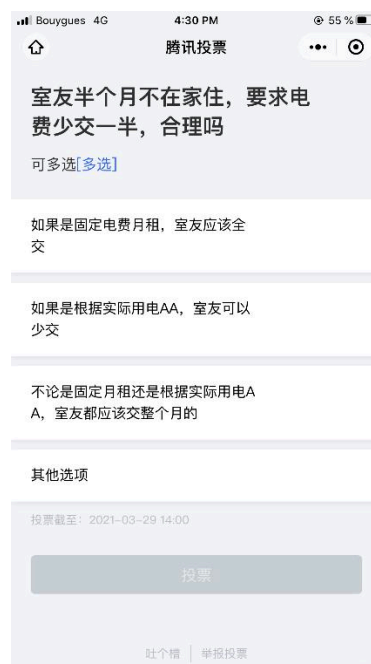 Bouygues 4G 4:30 PM 55 %
腾讯投票
室友半个月不在家住，要求电
费少交一半，合理吗
可多选[多选]
如果是固定电费月租，室友应该全
交
如果是根据实际用电AA，室友可以
少交
不论是固定月租还是根据实际用电A
A，室友都应该交整个月的
其他选项
投票截至：2021-03-29 14:00
投票
吐个槽 | 举报投票